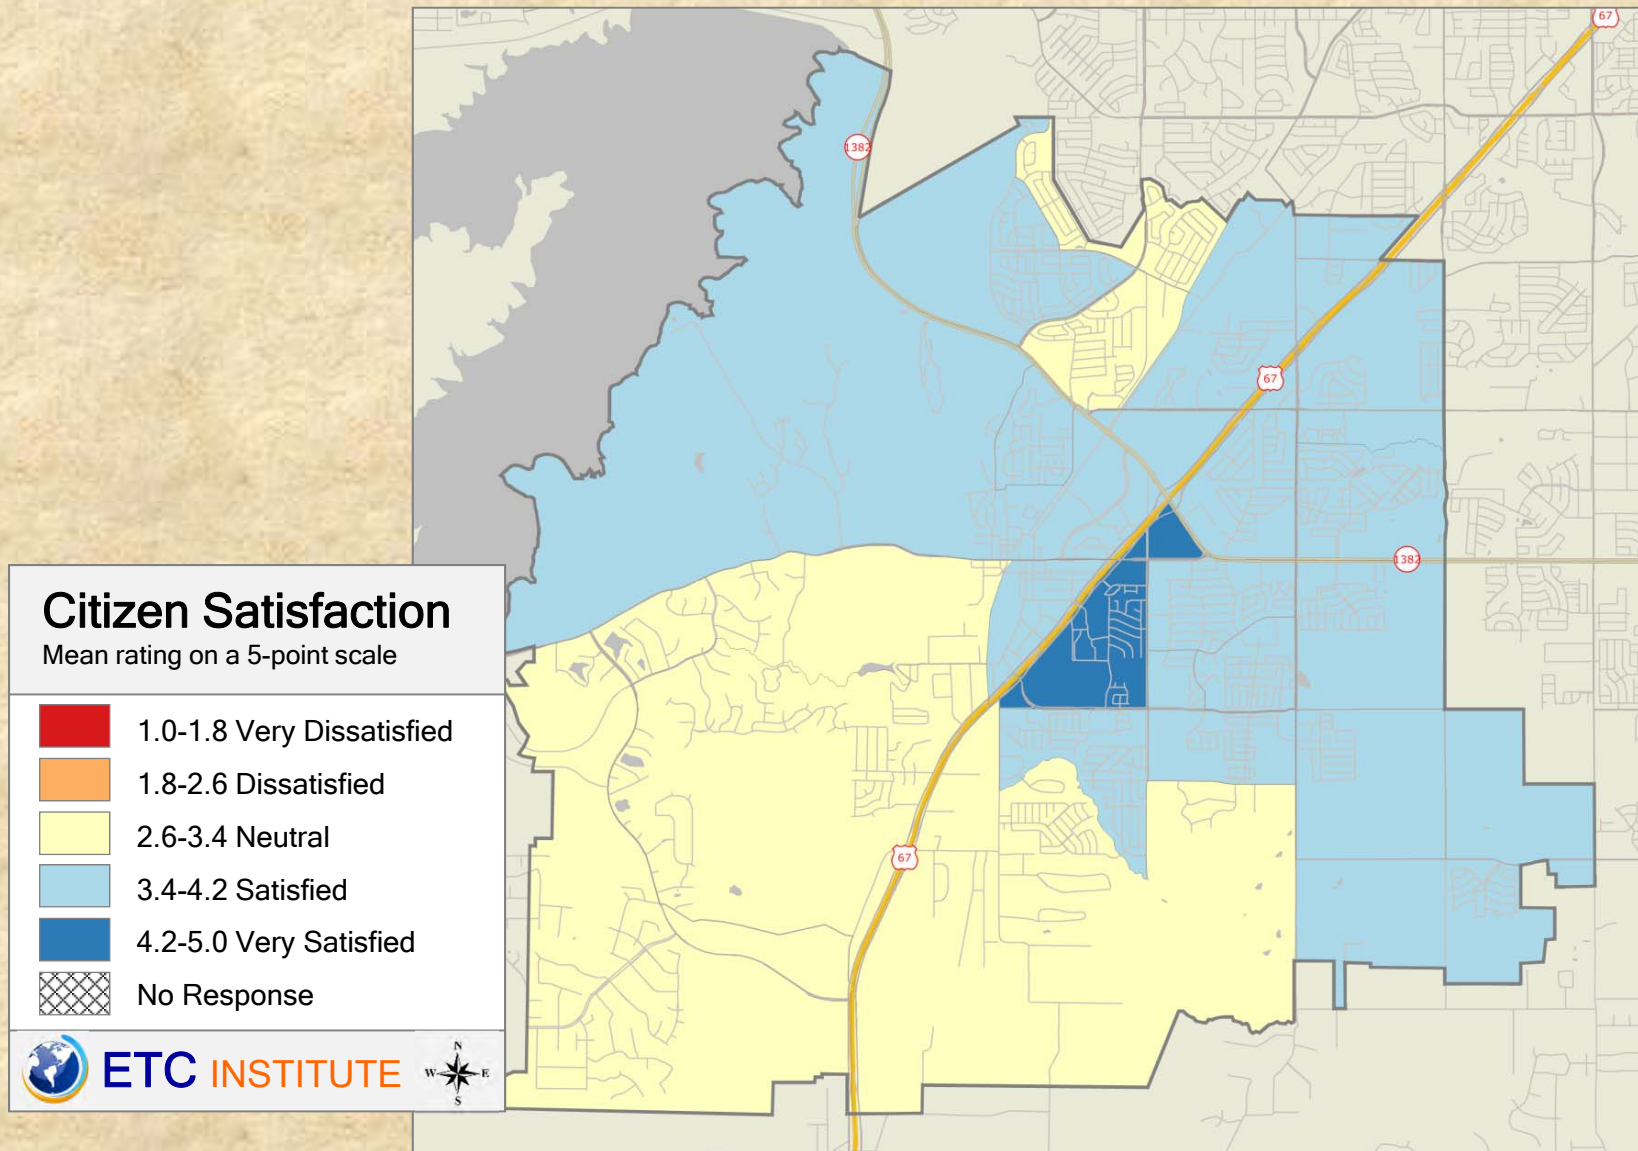 67
1382
67
1382
67
Citizen Satisfaction
Mean rating on a 5-point scale
1.0-1.8 Very Dissatisfied
1.8-2.6 Dissatisfied
2.6-3.4 Neutral
3.4-4.2 Satisfied
4.2-5.0 Very Satisfied
No Response
ETC INSTITUTE
N
W E
S